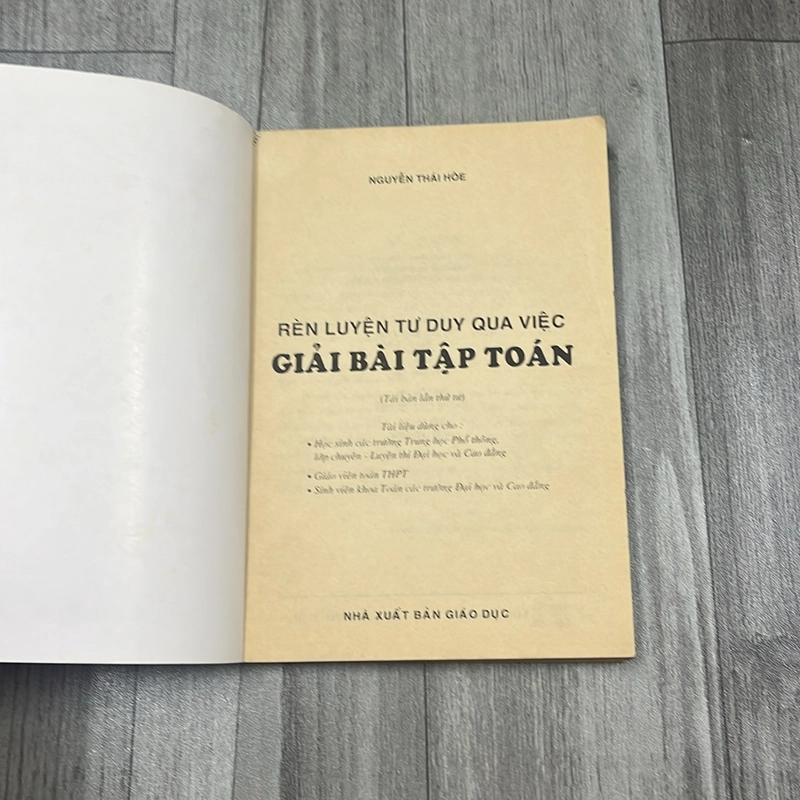 NGUYỄN THÁI HÒE
RÈN LUYỆN TƯ DUY QUA VIỆC
GIẢI BÀI TẬP TOÁN
(Tái bản lần thứ tư)
Tài liệu dùng cho :
• Học sinh các trường Trung học Phổ thông,
lớp chuyên - Luyện thi Đại học và Cao đẳng
• Giáo viên toán THPT
• Sinh viên khoa Toán các trường Đại học và Cao đẳng
NHÀ XUẤT BẢN GIÁO DỤC